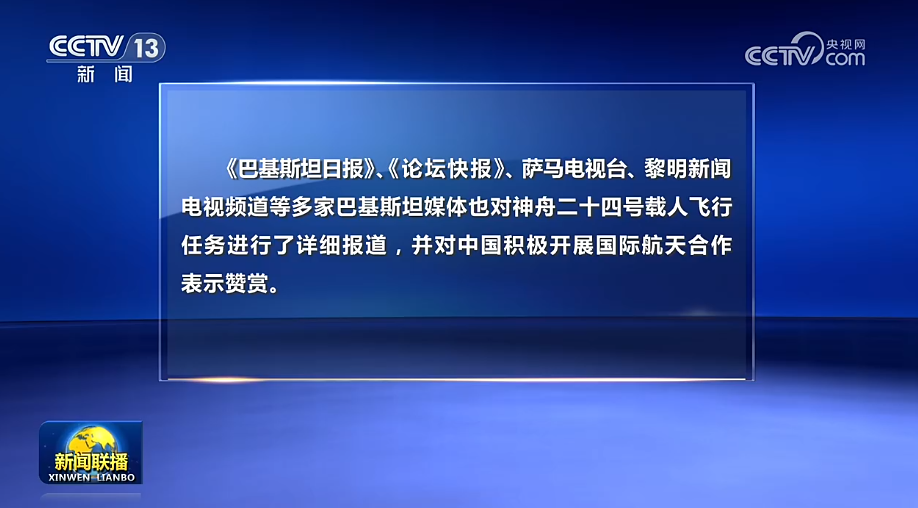 CCTV 13
新闻
央视网
CCTV.com
《巴基斯坦日报》、《论坛快报》、萨马电视台、黎明新闻
电视频道等多家巴基斯坦媒体也对神舟二十四号载人飞行
任务进行了详细报道，并对中国积极开展国际航天合作
表示赞赏。
新闻联播
XINWEN LIANBO